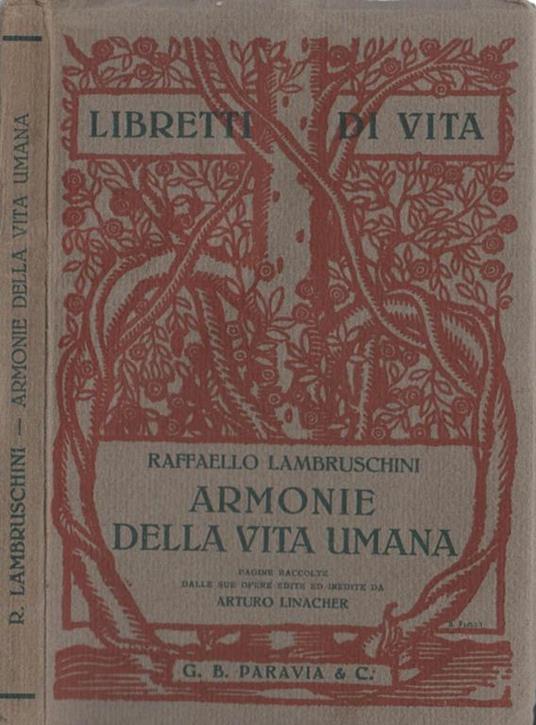 R. LAMBRUSCHINI — ARMONIE DELLA VITA UMANA
LIBRETTI DI VITA
RAFFAELLO LAMBRUSCHINI
ARMONIE
DELLA VITA UMANA
PAGINE RACCOLTE
DALLE SUE OPERE EDITE ED INEDITE DA
ARTURO LINACHER
G. B. PARAVIA & C.